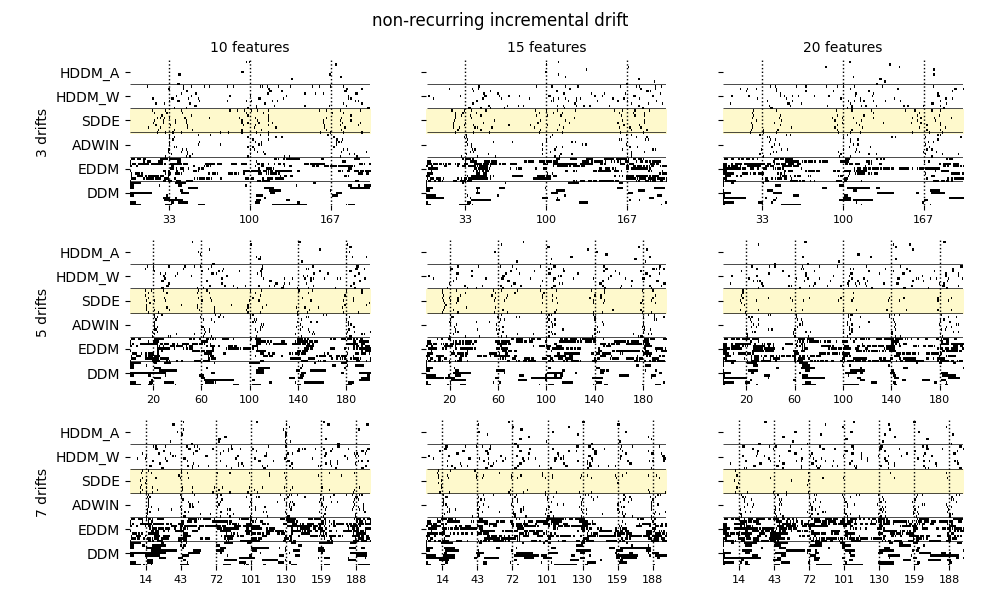 non-recurring incremental drift
10 features
15 features
20 features
3 drifts
HDDM_A
HDDM_W
SDDE
ADWIN
EDDM
DDM
33 100 167
33 100 167
33 100 167
5 drifts
HDDM_A
HDDM_W
SDDE
ADWIN
EDDM
DDM
20 60 100 140 180
20 60 100 140 180
20 60 100 140 180
7 drifts
HDDM_A
HDDM_W
SDDE
ADWIN
EDDM
DDM
14 43 72 101 130 159 188
14 43 72 101 130 159 188
14 43 72 101 130 159 188